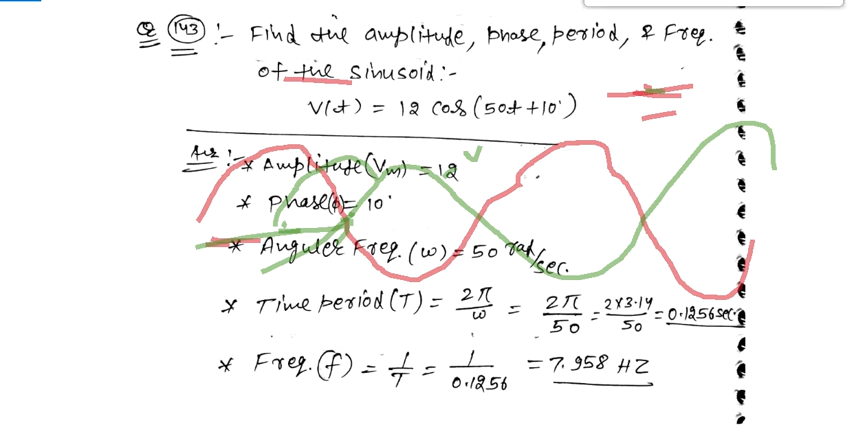 Q (143) :- Find the amplitude, phase, period, & Freq.
of the sinusoid:-
V(t) = 12 cos (50t + 10°)
Ans :- * Amplitude (Vm) = 12
* Phase(ϕ) = 10°
* Anguler Freq. (ω) = 50 rad/sec.
* Time period (T) = 2π/ω = 2π/50 = 2×3.14/50 = 0.1256 sec.
* Freq. (f) = 1/T = 1/0.1256 = 7.958 HZ